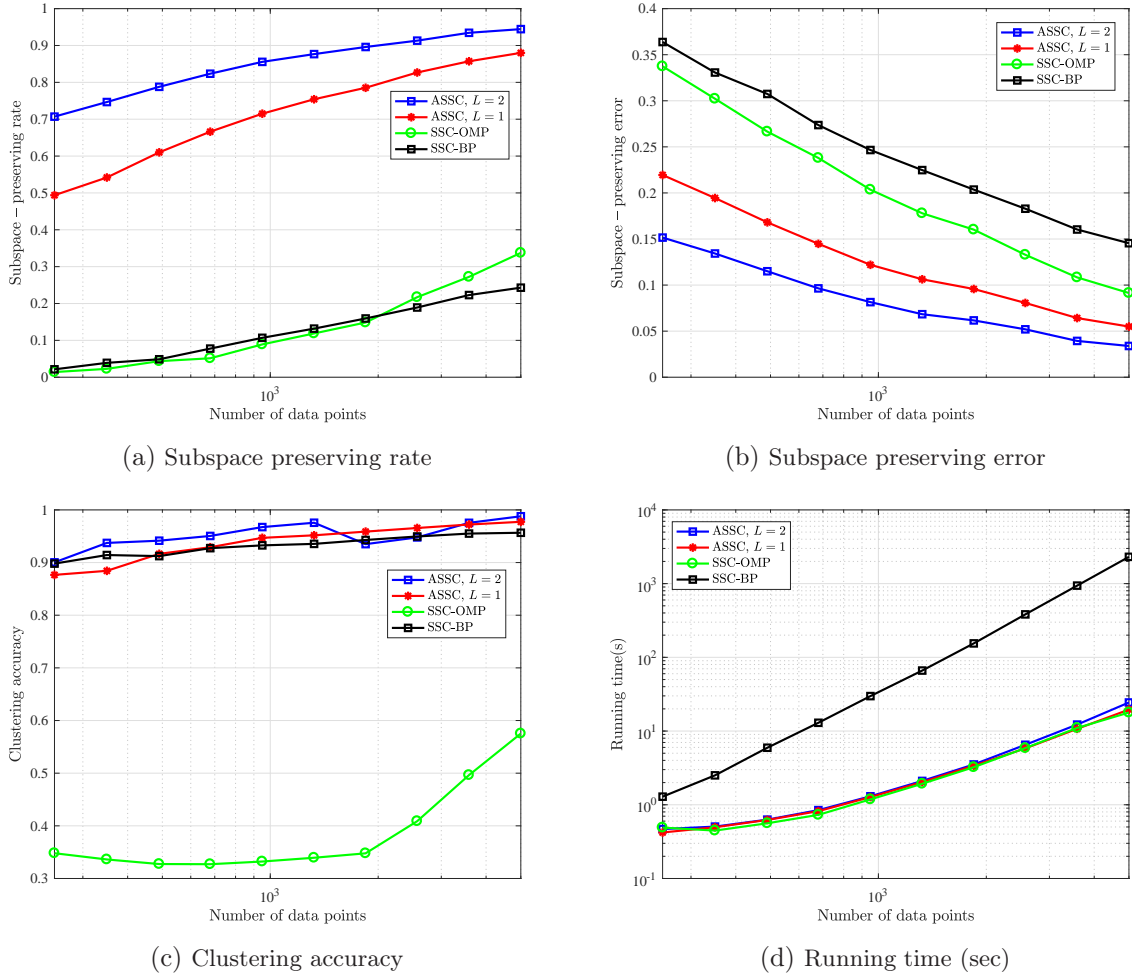 1
0.9
0.8
0.7
0.6
0.5
0.4
0.3
0.2
0.1
0
Subspace − preserving rate
ASSC, L = 2
ASSC, L = 1
SSC-OMP
SSC-BP
10^3
Number of data points
(a) Subspace preserving rate
0.4
0.35
0.3
0.25
0.2
0.15
0.1
0.05
0
Subspace − preserving error
ASSC, L = 2
ASSC, L = 1
SSC-OMP
SSC-BP
10^3
Number of data points
(b) Subspace preserving error
1
0.9
0.8
0.7
0.6
0.5
0.4
0.3
Clustering accuracy
ASSC, L = 2
ASSC, L = 1
SSC-OMP
SSC-BP
10^3
Number of data points
(c) Clustering accuracy
10^4
10^3
10^2
10^1
10^0
10^-1
Running time(s)
ASSC, L = 2
ASSC, L = 1
SSC-OMP
SSC-BP
10^3
Number of data points
(d) Running time (sec)